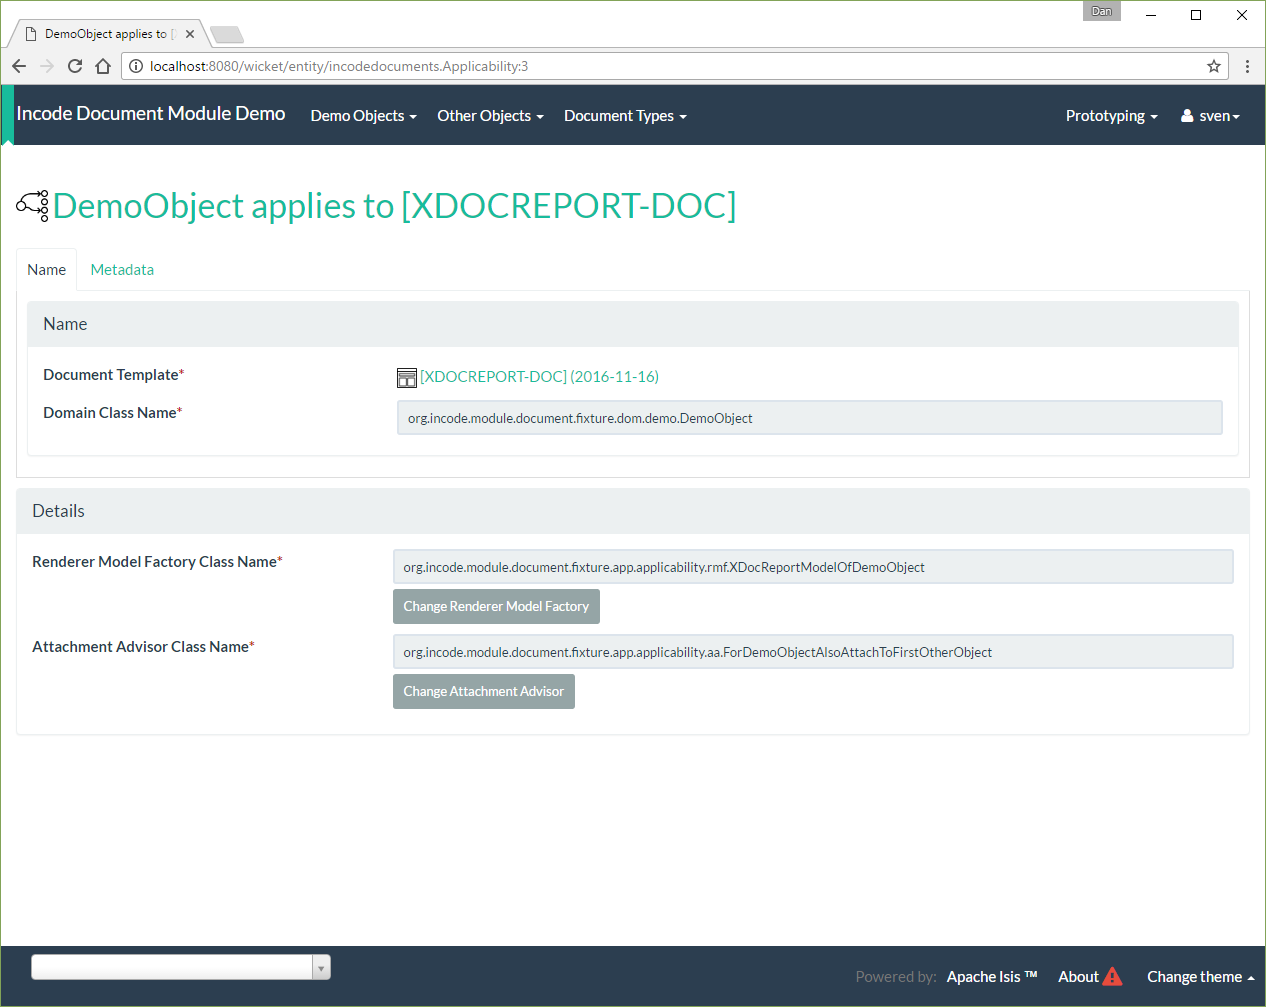 Dan
DemoObject applies to [
localhost:8080/wicket/entity/incodedocuments.Applicability:3
Incode Document Module Demo Demo Objects Other Objects Document Types Prototyping sven
DemoObject applies to [XDOCREPORT-DOC]
Name Metadata
Name
Document Template* [XDOCREPORT-DOC] (2016-11-16)
Domain Class Name* org.incode.module.document.fixture.dom.demo.DemoObject
Details
Renderer Model Factory Class Name* org.incode.module.document.fixture.app.applicability.rmf.XDocReportModelOfDemoObject
Change Renderer Model Factory
Attachment Advisor Class Name* org.incode.module.document.fixture.app.applicability.aa.ForDemoObjectAlsoAttachToFirstOtherObject
Change Attachment Advisor
Powered by: Apache Isis ™ About Change theme